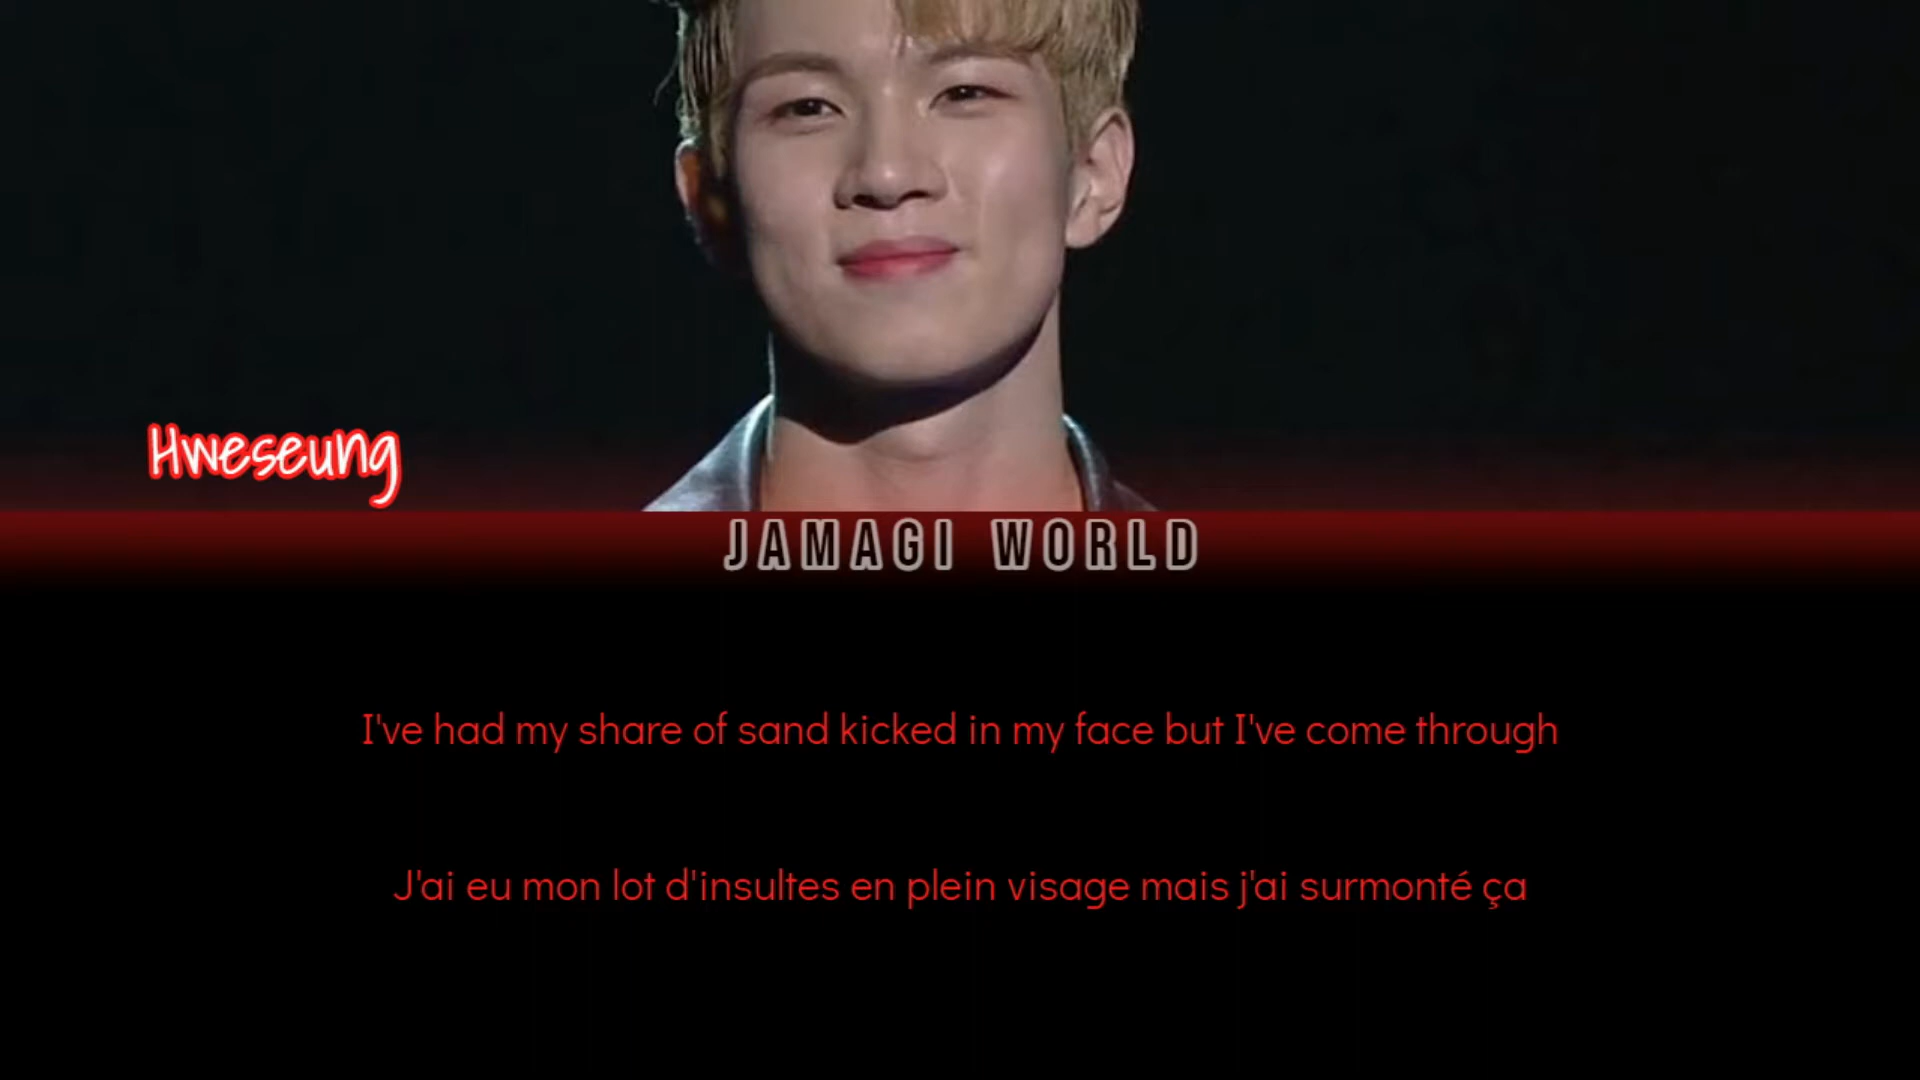 Hweseung
JAMAGI WORLD
I've had my share of sand kicked in my face but I've come through
J'ai eu mon lot d'insultes en plein visage mais j'ai surmonté ça